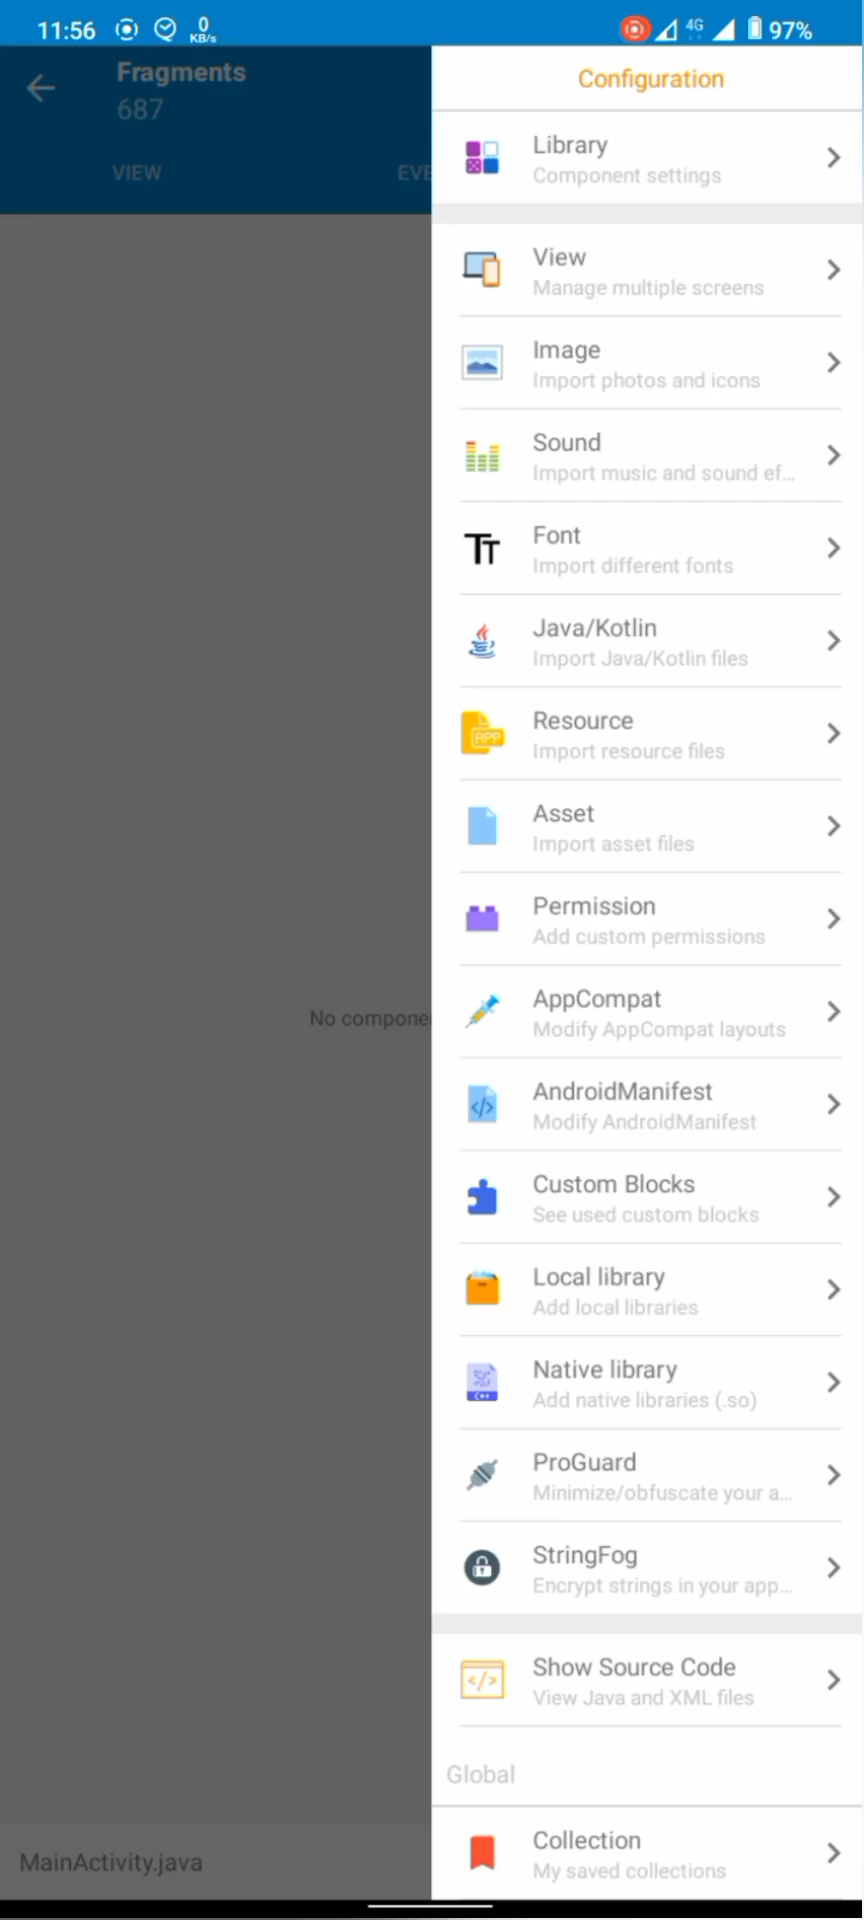 11:56
0
KB/s
4G
97%
Fragments
687
VIEW
EVE
No compone
MainActivity.java
Configuration
Library
Component settings
View
Manage multiple screens
Image
Import photos and icons
Sound
Import music and sound ef...
TT
Font
Import different fonts
Java/Kotlin
Import Java/Kotlin files
APP
Resource
Import resource files
Asset
Import asset files
Permission
Add custom permissions
AppCompat
Modify AppCompat layouts
</>
AndroidManifest
Modify AndroidManifest
Custom Blocks
See used custom blocks
Local library
Add local libraries
Native library
Add native libraries (.so)
ProGuard
Minimize/obfuscate your a...
StringFog
Encrypt strings in your app...
</>
Show Source Code
View Java and XML files
Global
Collection
My saved collections